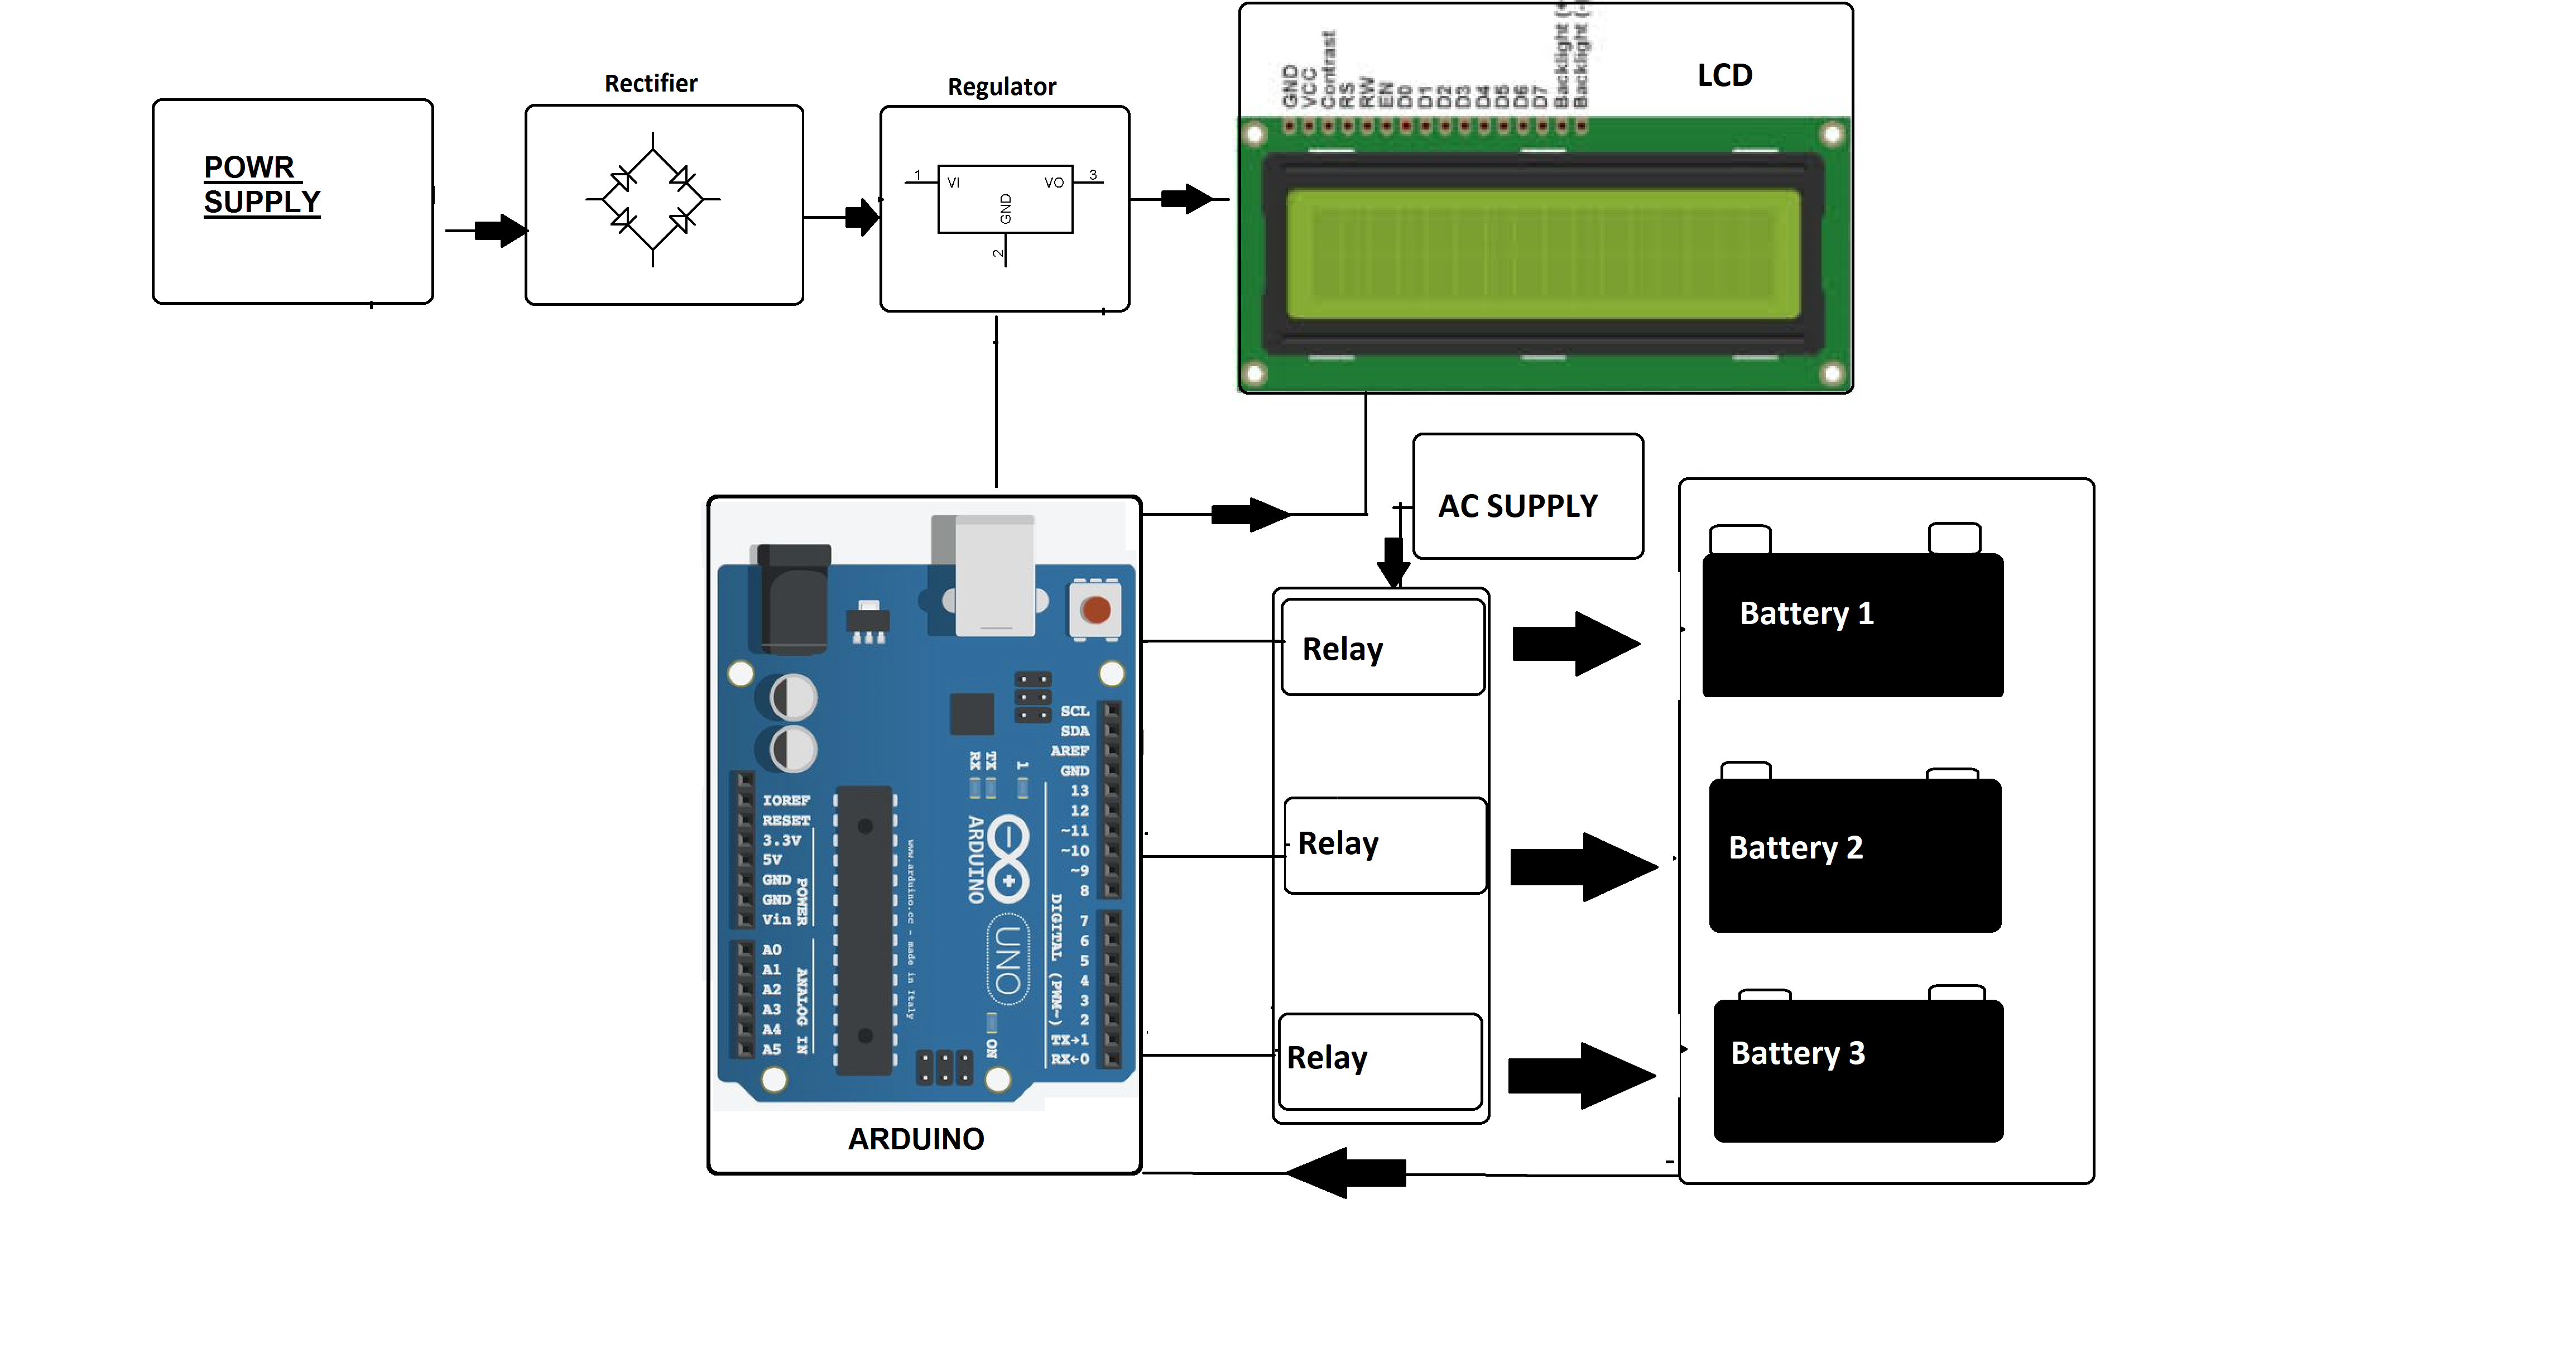 POWR
SUPPLY
Rectifier
Regulator
1
VI
VO
3
GND
2
GND
VCC
Contrast
RS
RW
EN
D0
D1
D2
D3
D4
D5
D6
D7
Backlight (+
Backlight (-
LCD
AC SUPPLY
SCL
SDA
AREF
GND
13
12
~11
~10
~9
8
7
6
5
4
3
2
TX→1
RX←0
DIGITAL (PWM~)
RX
TX
1
ARDUINO
UNO
ON
www.arduino.cc - made in Italy
IOREF
RESET
3.3V
5V
GND
GND
Vin
POWER
A0
A1
A2
A3
A4
A5
ANALOG IN
ARDUINO
Relay
Relay
Relay
Battery 1
Battery 2
Battery 3